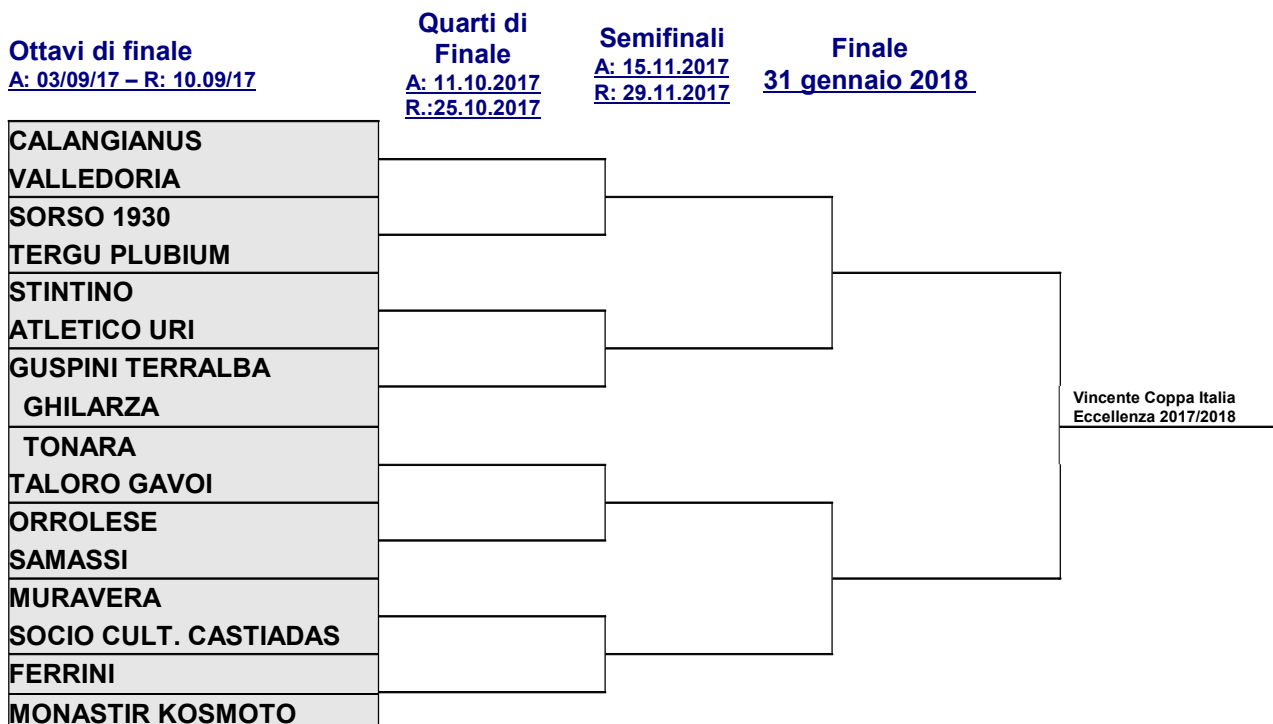 Ottavi di finale
A: 03/09/17 – R: 10.09/17
Quarti di
Finale
A: 11.10.2017
R.:25.10.2017
Semifinali
A: 15.11.2017
R: 29.11.2017
Finale
31 gennaio 2018
CALANGIANUS
VALLEDORIA
SORSO 1930
TERGU PLUBIUM
STINTINO
ATLETICO URI
GUSPINI TERRALBA
GHILARZA
TONARA
TALORO GAVOI
ORROLESE
SAMASSI
MURAVERA
SOCIO CULT. CASTIADAS
FERRINI
MONASTIR KOSMOTO
Vincente Coppa Italia
Eccellenza 2017/2018